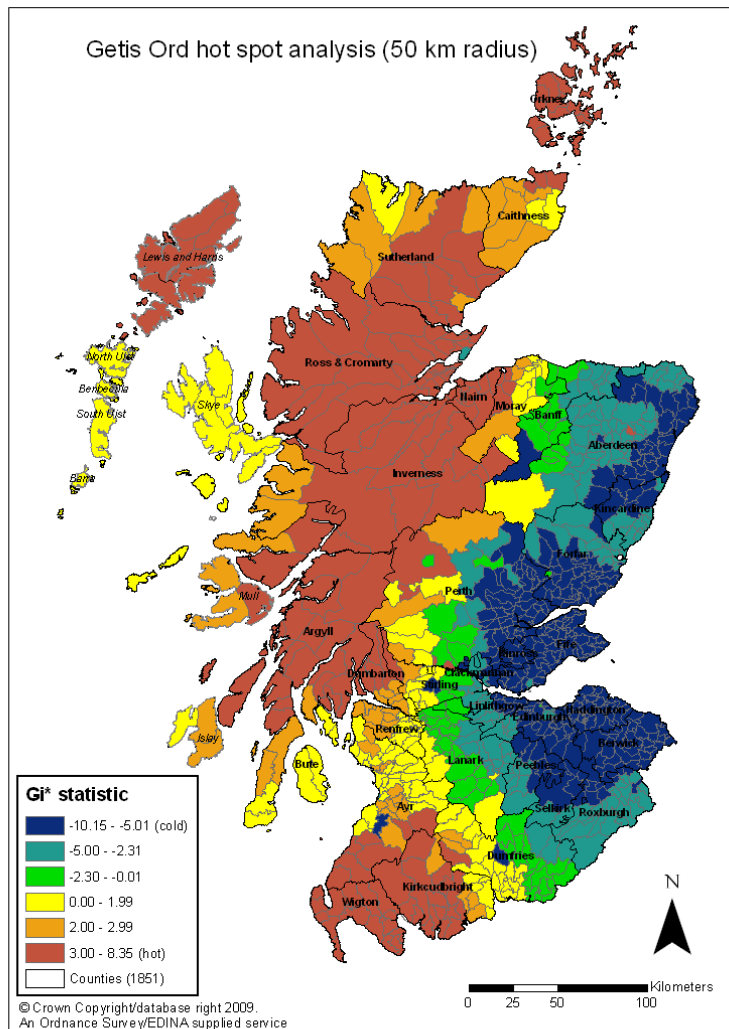 Getis Ord hot spot analysis (50 km radius)
Orkney
Caithness
Lewis and Harris
Sutherland
Ross & Cromarty
North Uist
Benbecula
South Uist
Skye
Barra
Nairn
Moray
Banff
Aberdeen
Inverness
Kincardine
Forfar
Mull
Perth
Argyll
Kinross
Fife
Dumbarton
Clackmannan
Stirling
Linlithgow
Edinburgh
Haddington
Berwick
Renfrew
Islay
Bute
Lanark
Peebles
Ayr
Selkirk
Roxburgh
Dumfries
Kirkcudbright
Wigton
Gi* statistic
-10.15 - -5.01 (cold)
-5.00 - -2.31
-2.30 - -0.01
0.00 - 1.99
2.00 - 2.99
3.00 - 8.35 (hot)
Counties (1851)
N
Kilometers
0 25 50 100
© Crown Copyright/database right 2009.
An Ordnance Survey/EDINA supplied service